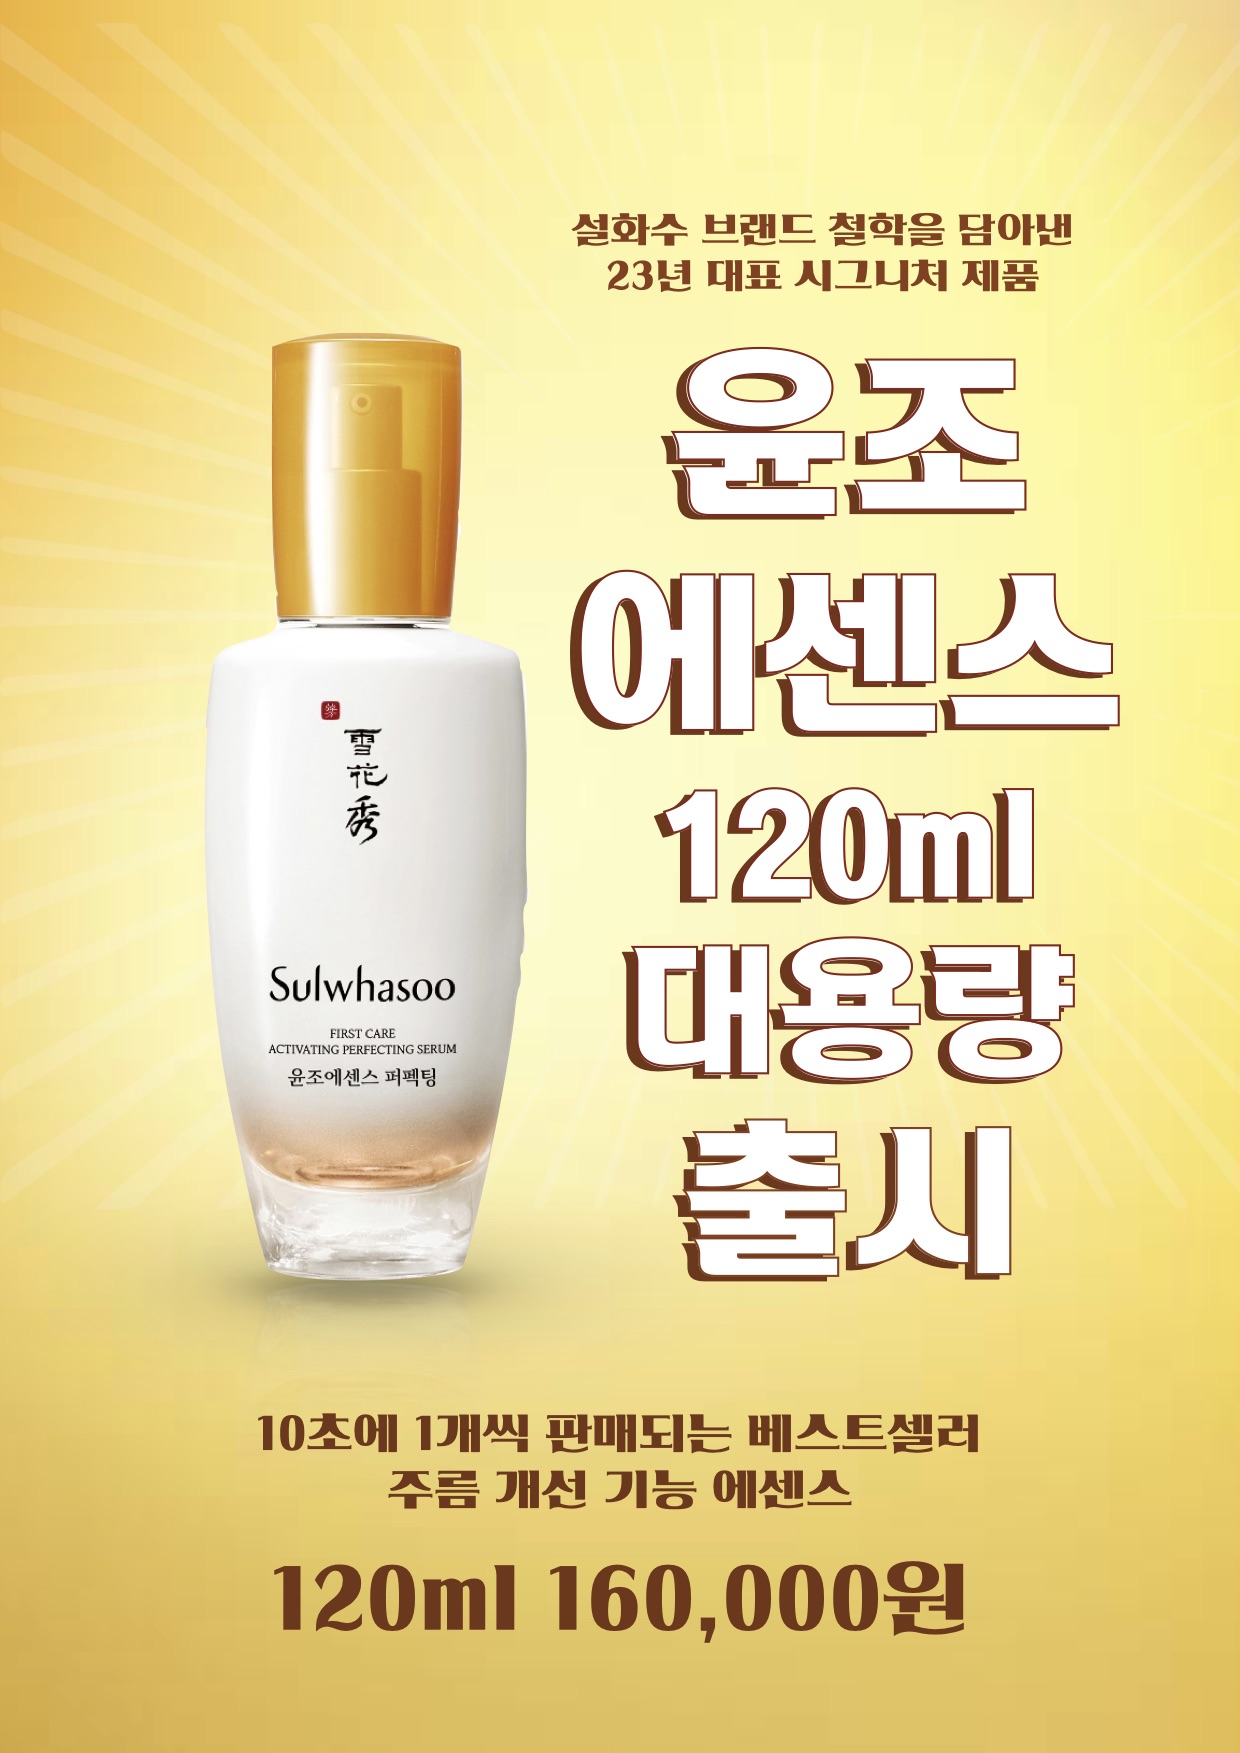 설화수 브랜드 철학을 담아낸
23년 대표 시그니처 제품
윤조
에센스
120ml
대용량
출시
雪
花
秀
Sulwhasoo
FIRST CARE
ACTIVATING PERFECTING SERUM
윤조에센스 퍼펙팅
10초에 1개씩 판매되는 베스트셀러
주름 개선 기능 에센스
120ml 160,000원